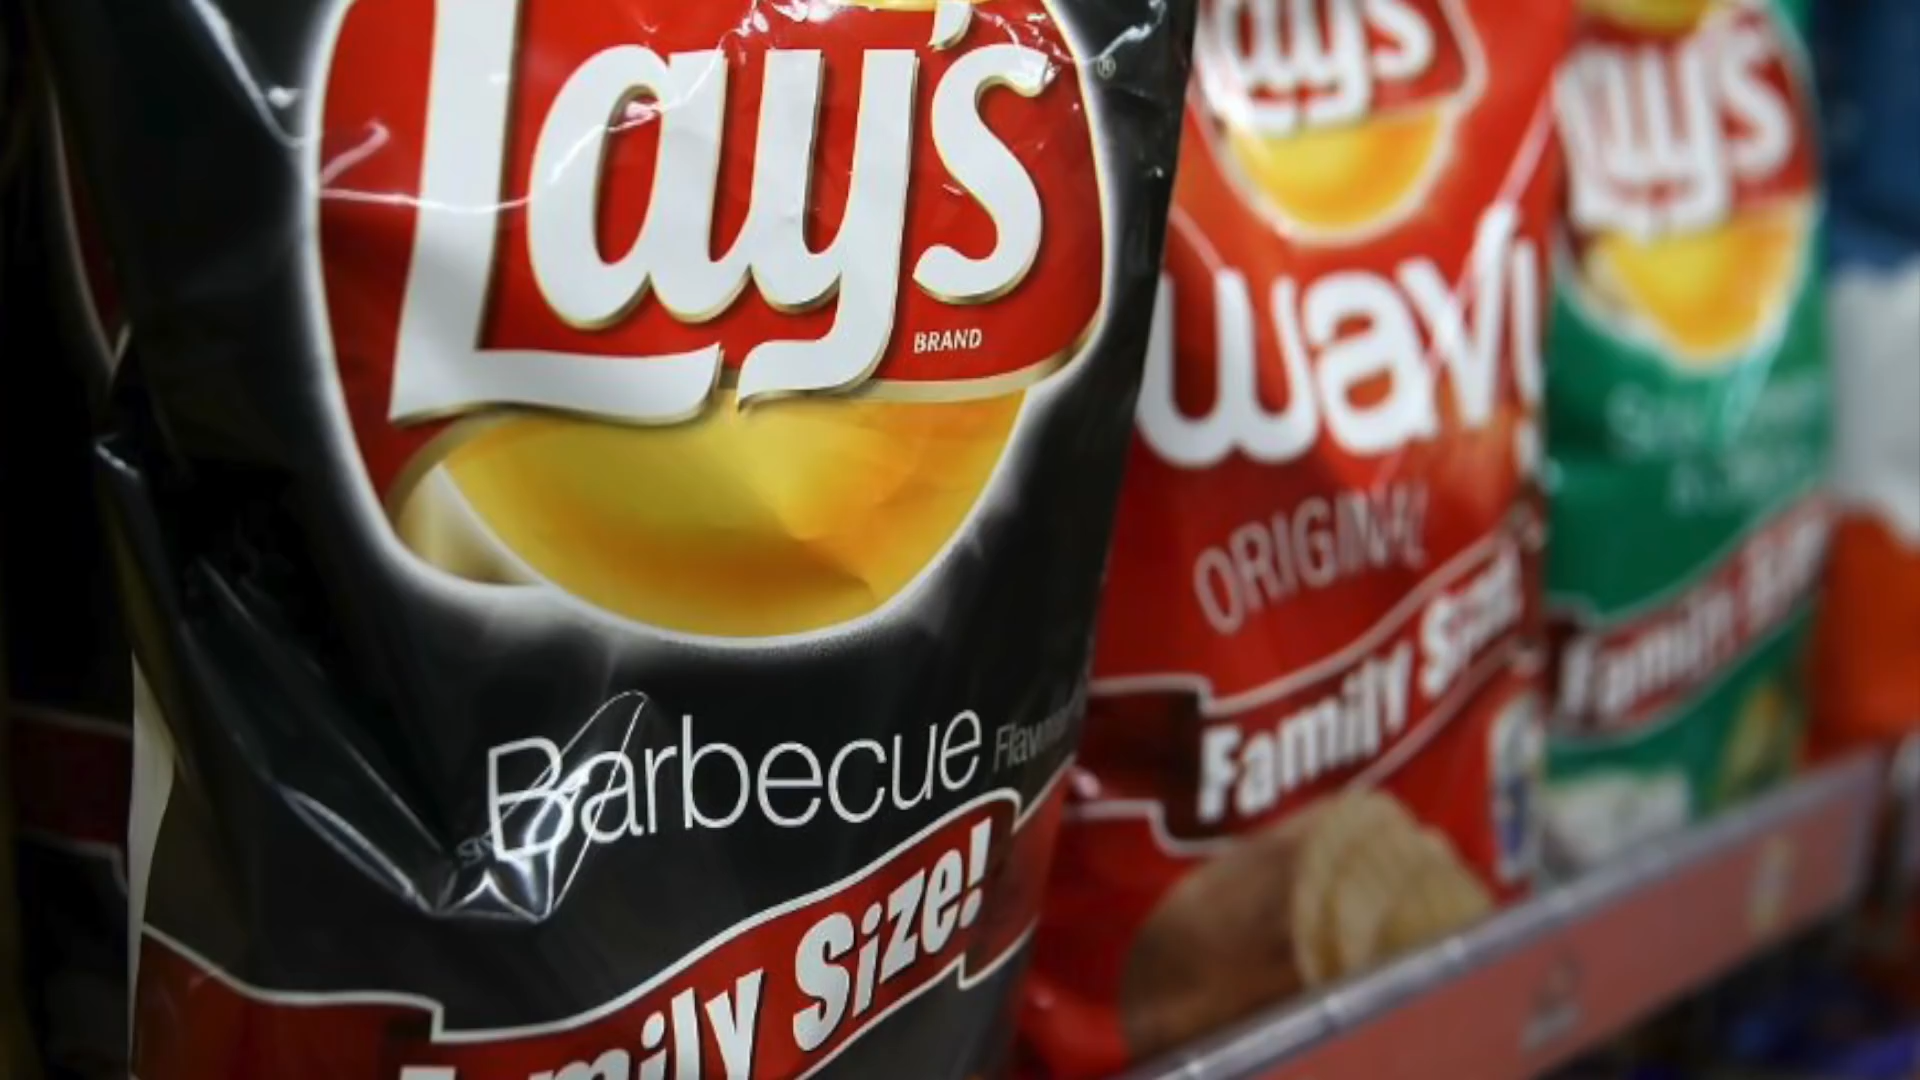 Lay's
BRAND
Barbecue
Family Size!
Lay's
wavy
ORIGINAL
Family Size!
Lay's
Family Size!